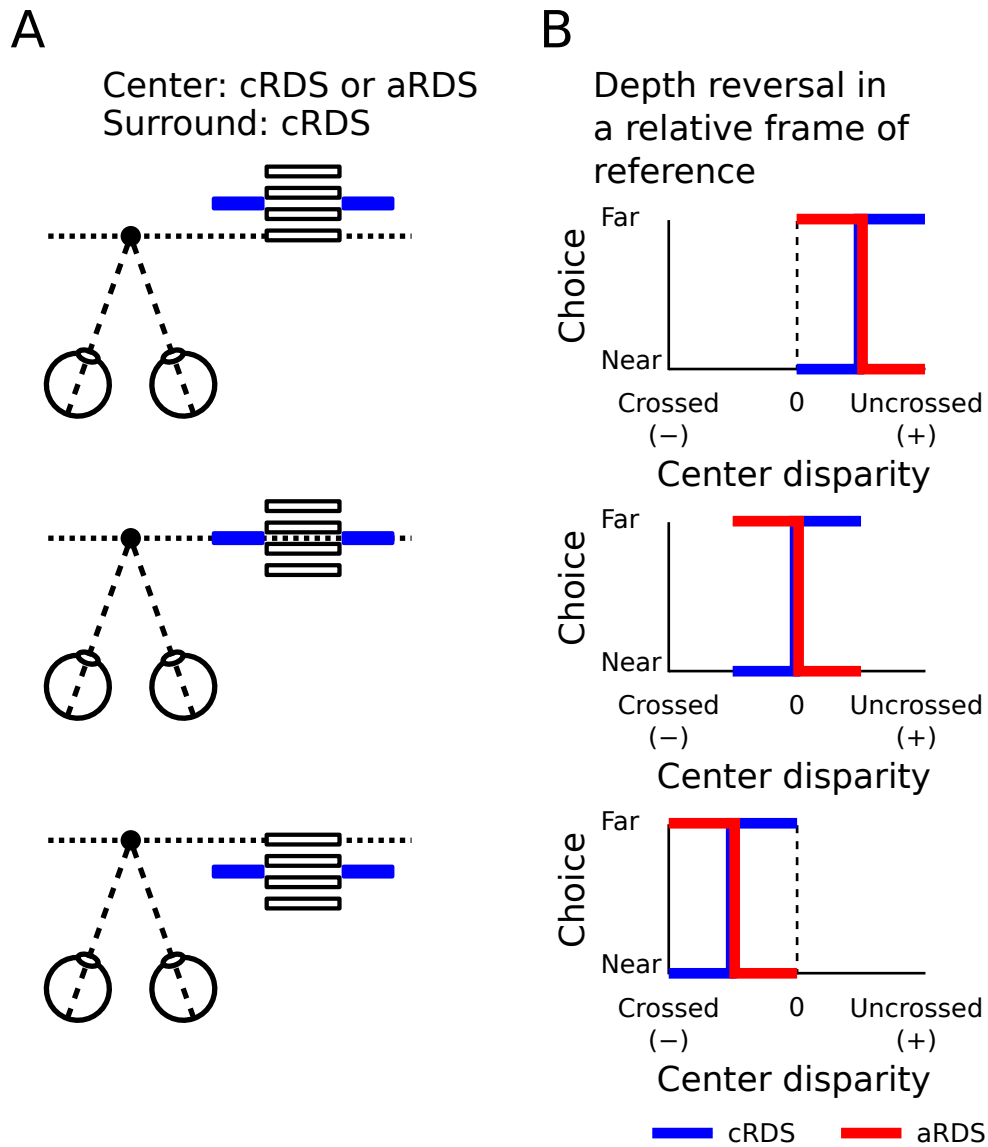 A
Center: cRDS or aRDS
Surround: cRDS
B
Depth reversal in
a relative frame of
reference
Far
Choice
Near
Crossed
(−)
0
Uncrossed
(+)
Center disparity
Far
Choice
Near
Crossed
(−)
0
Uncrossed
(+)
Center disparity
Far
Choice
Near
Crossed
(−)
0
Uncrossed
(+)
Center disparity
cRDS
aRDS